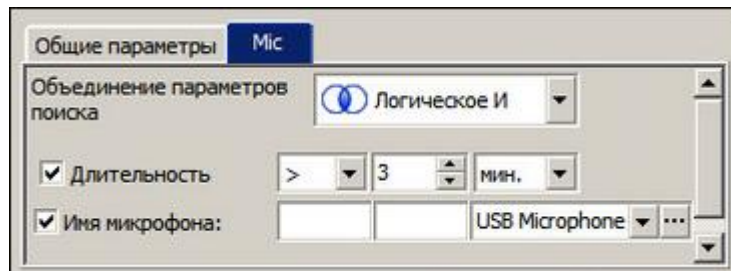 Общие параметры Mic
Объединение параметров поиска Логическое И
Длительность > 3 мин.
Имя микрофона: USB Microphone ...